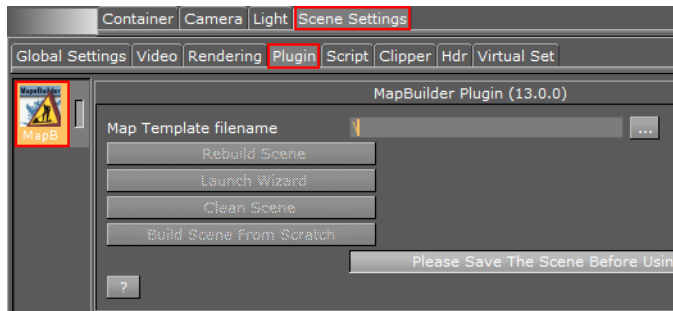 Container Camera Light Scene Settings
Global Settings Video Rendering Plugin Script Clipper Hdr Virtual Set
MapBuilder
MapB
MapBuilder Plugin (13.0.0)
Map Template filename \ ...
Rebuild Scene
Launch Wizard
Clean Scene
Build Scene From Scratch
Please Save The Scene Before Usin
?